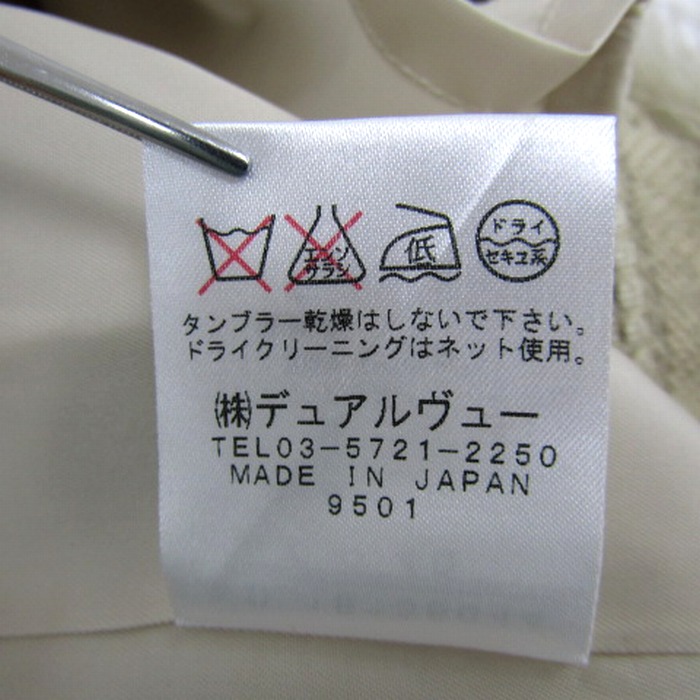 エンソ
サラシ
低
ドライ
セキユ系
タンブラー乾燥はしないで下さい。
ドライクリーニングはネット使用。
㈱デュアルヴュー
TEL03-5721-2250
MADE IN JAPAN
9501